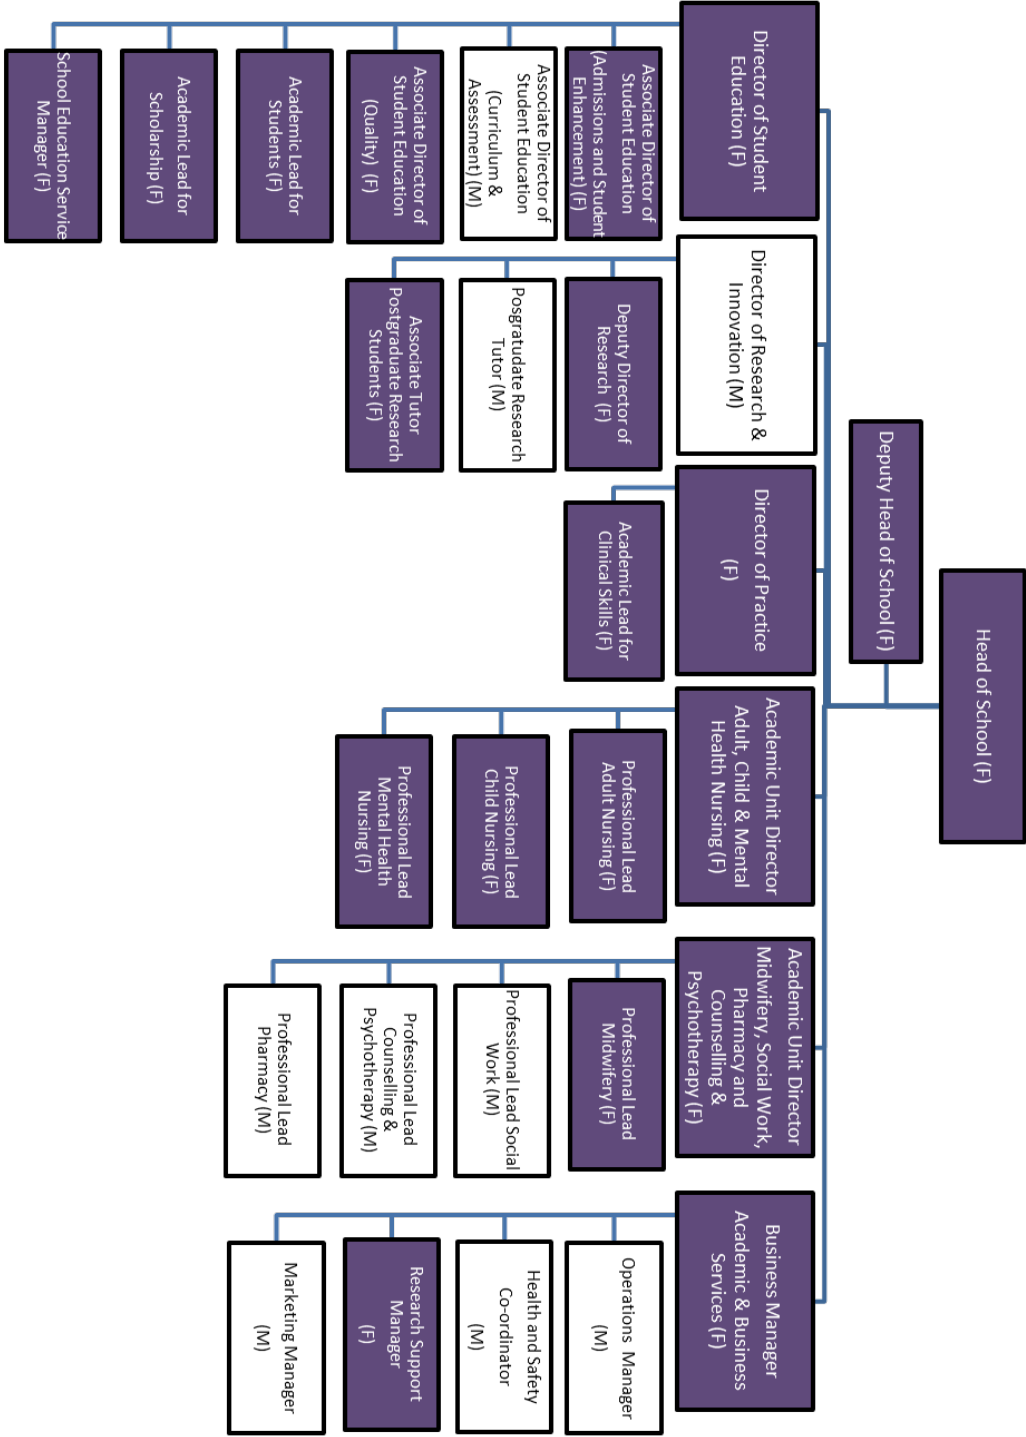 Head of School (F)
Deputy Head of School (F)
Director of Student
Education (F)
Associate Director of
Student Education
(Admissions and Student
Enhancement) (F)
Associate Director of
Student Education
(Curriculum &
Assessment) (M)
Associate Director of
Student Education
(Quality) (F)
Academic Lead for
Students (F)
Academic Lead for
Scholarship (F)
School Education Service
Manager (F)
Director of Research &
Innovation (M)
Deputy Director of
Research (F)
Posgratudate Research
Tutor (M)
Associate Tutor
Postgraduate Research
Students (F)
Director of Practice
(F)
Academic Lead for
Clinical Skills (F)
Academic Unit Director
Adult, Child & Mental
Health Nursing (F)
Professional Lead
Adult Nursing (F)
Professional Lead
Child Nursing (F)
Professional Lead
Mental Health
Nursing (F)
Academic Unit Director
Midwifery, Social Work,
Pharmacy and
Counselling &
Psychotherapy (F)
Professional Lead
Midwifery (F)
Professional Lead Social
Work (M)
Professional Lead
Counselling &
Psychotherapy (M)
Professional Lead
Pharmacy (M)
Business Manager
Academic & Business
Services (F)
Operations Manager
(M)
Health and Safety
Co-ordinator
(M)
Research Support
Manager
(F)
Marketing Manager
(M)